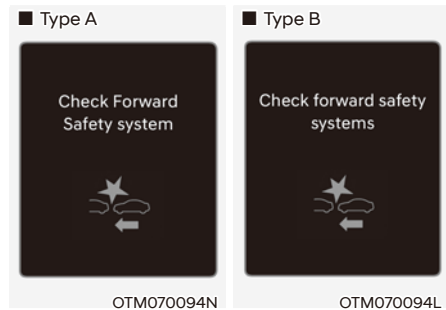 ■ Type A
Check Forward
Safety system
OTM070094N
■ Type B
Check forward safety
systems
OTM070094L